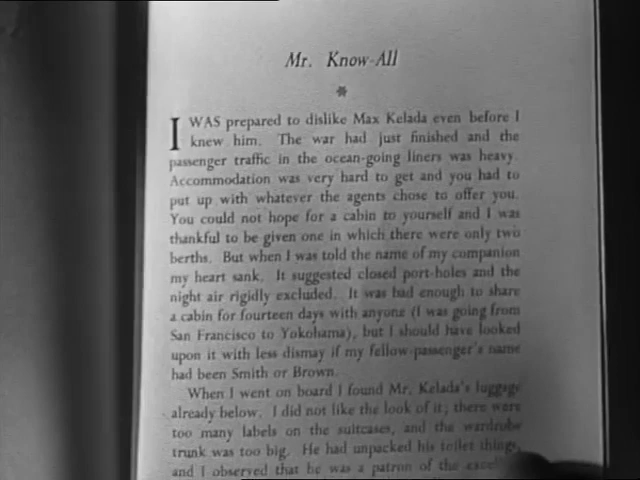 Mr. Know-All
I WAS prepared to dislike Max Kelada even before I
knew him. The war had just finished and the
passenger traffic in the ocean-going liners was heavy.
Accommodation was very hard to get and you had to
put up with whatever the agents chose to offer you.
You could not hope for a cabin to yourself and I was
thankful to be given one in which there were only two
berths. But when I was told the name of my companion
my heart sank. It suggested closed port-holes and the
night air rigidly excluded. It was bad enough to share
a cabin for fourteen days with anyone (I was going from
San Francisco to Yokohama), but I should have looked
upon it with less dismay if my fellow-passenger's name
had been Smith or Brown.
When I went on board I found Mr. Kelada's luggage
already below. I did not like the look of it; there were
too many labels on the suitcases, and the wardrobe
trunk was too big. He had unpacked his toilet things,
and I observed that he was a patron of the